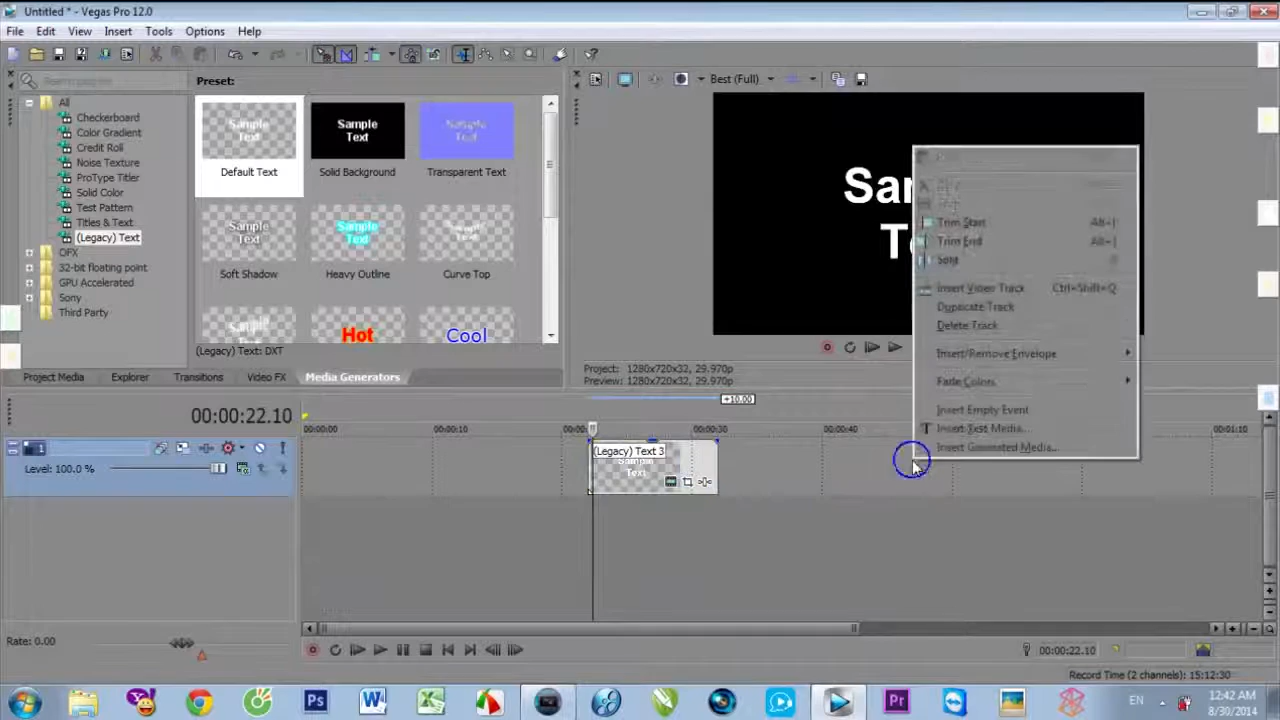 Untitled * - Vegas Pro 12.0
File Edit View Insert Tools Options Help
Preset:
Best (Full)
All
Checkerboard
Color Gradient
Credit Roll
Noise Texture
ProType Titler
Solid Color
Test Pattern
Titles & Text
(Legacy) Text
OFX
32-bit floating point
GPU Accelerated
Sony
Third Party
Sample
Text
Default Text
Sample
Text
Solid Background
Sample
Text
Transparent Text
Sample
Text
Soft Shadow
Sample
Text
Heavy Outline
Curve Top
Hot
Cool
(Legacy) Text: DXT
Trim Start Alt+[
Trim End Alt+]
Split S
Insert Video Track Ctrl+Shift+Q
Duplicate Track
Delete Track
Insert/Remove Envelope
Fade Colors
Insert Empty Event
Insert Text Media...
Insert Generated Media...
Project: 1280x720x32, 29.970p
Preview: 1280x720x32, 29.970p
Project Media Explorer Transitions Video FX Media Generators
+10.00
00:00:22.10
00:00:00 00:00:10 00:00:30 00:00:40 00:01:10
1
Level: 100.0 %
(Legacy) Text 3
Sample
Text
Rate: 0.00
00:00:22.10
Record Time (2 channels): 15:12:30
EN
12:42 AM
8/30/2014